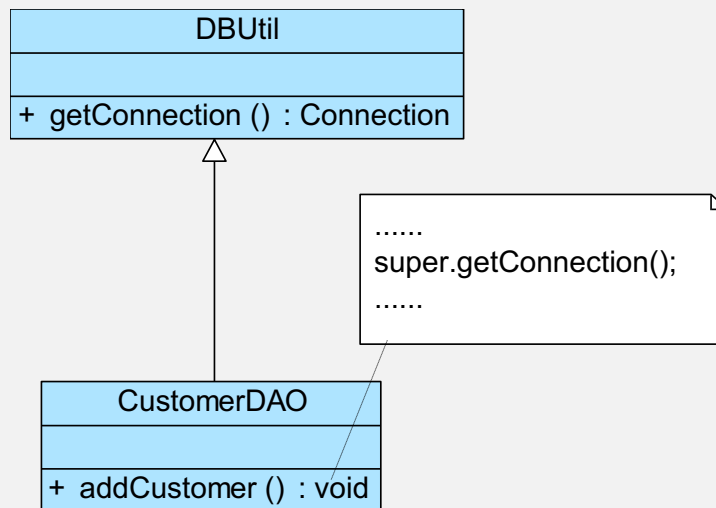 DBUtil
+ getConnection () : Connection
......
super.getConnection();
......
CustomerDAO
+ addCustomer () : void